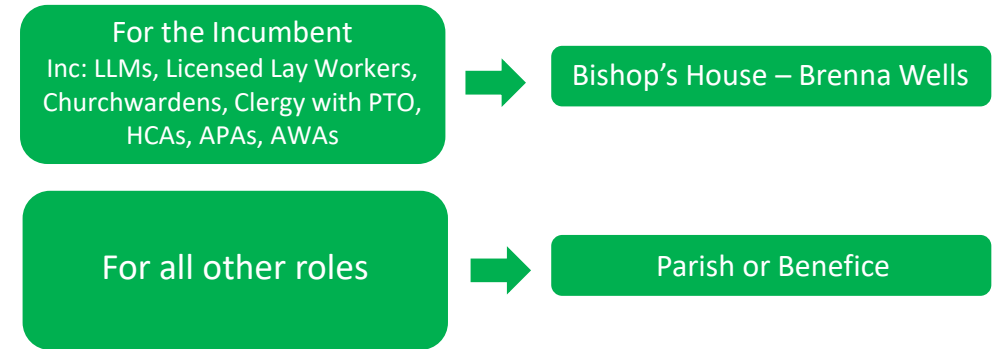 For the Incumbent
Inc: LLMs, Licensed Lay Workers,
Churchwardens, Clergy with PTO,
HCAs, APAs, AWAs
Bishop’s House – Brenna Wells
For all other roles
Parish or Benefice